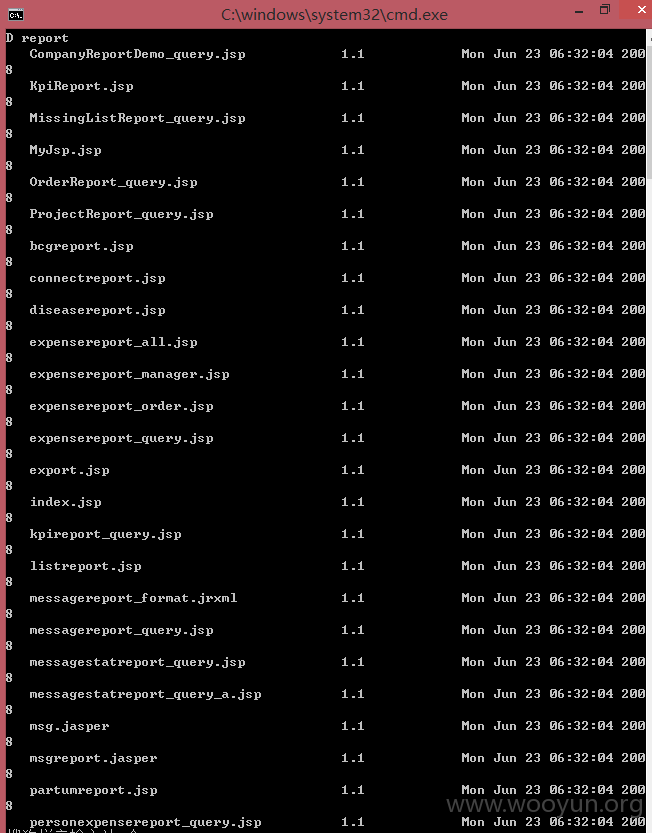 C:\windows\system32\cmd.exe
D report
CompanyReportDemo_query.jsp 1.1 Mon Jun 23 06:32:04 200
8
KpiReport.jsp 1.1 Mon Jun 23 06:32:04 200
8
MissingListReport_query.jsp 1.1 Mon Jun 23 06:32:04 200
8
MyJsp.jsp 1.1 Mon Jun 23 06:32:04 200
8
OrderReport_query.jsp 1.1 Mon Jun 23 06:32:04 200
8
ProjectReport_query.jsp 1.1 Mon Jun 23 06:32:04 200
8
bcgreport.jsp 1.1 Mon Jun 23 06:32:04 200
8
connectreport.jsp 1.1 Mon Jun 23 06:32:04 200
8
diseasereport.jsp 1.1 Mon Jun 23 06:32:04 200
8
expensereport_all.jsp 1.1 Mon Jun 23 06:32:04 200
8
expensereport_manager.jsp 1.1 Mon Jun 23 06:32:04 200
8
expensereport_order.jsp 1.1 Mon Jun 23 06:32:04 200
8
expensereport_query.jsp 1.1 Mon Jun 23 06:32:04 200
8
export.jsp 1.1 Mon Jun 23 06:32:04 200
8
index.jsp 1.1 Mon Jun 23 06:32:04 200
8
kpireport_query.jsp 1.1 Mon Jun 23 06:32:04 200
8
listreport.jsp 1.1 Mon Jun 23 06:32:04 200
8
messagereport_format.jrxml 1.1 Mon Jun 23 06:32:04 200
8
messagereport_query.jsp 1.1 Mon Jun 23 06:32:04 200
8
messagestatreport_query.jsp 1.1 Mon Jun 23 06:32:04 200
8
messagestatreport_query_a.jsp 1.1 Mon Jun 23 06:32:04 200
8
msg.jasper 1.1 Mon Jun 23 06:32:04 200
8
msgreport.jasper 1.1 Mon Jun 23 06:32:04 200
8
partumreport.jsp 1.1 Mon Jun 23 06:32:04 200
8
www.wooyun.org
personexpensereport_query.jsp 1.1 Mon Jun 23 06:32:04 200